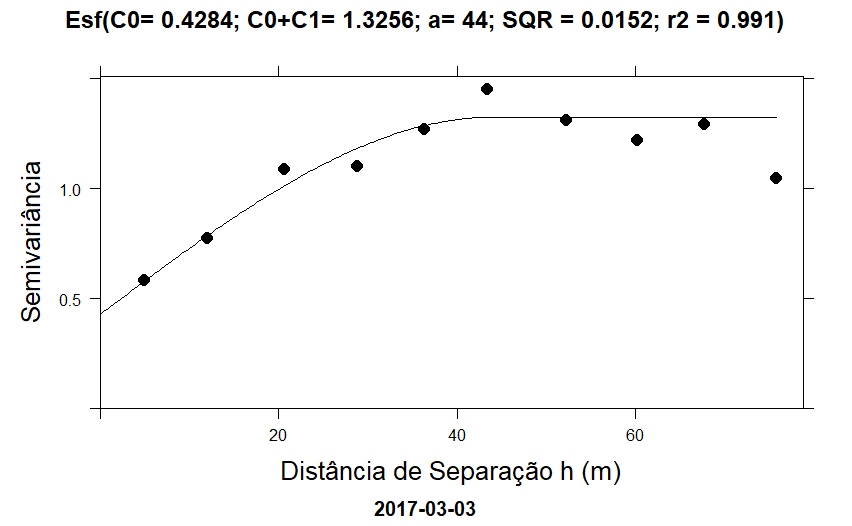 Esf(C0= 0.4284; C0+C1= 1.3256; a= 44; SQR = 0.0152; r2 = 0.991)
Semivariância
1.0
0.5
20 40 60
Distância de Separação h (m)
2017-03-03